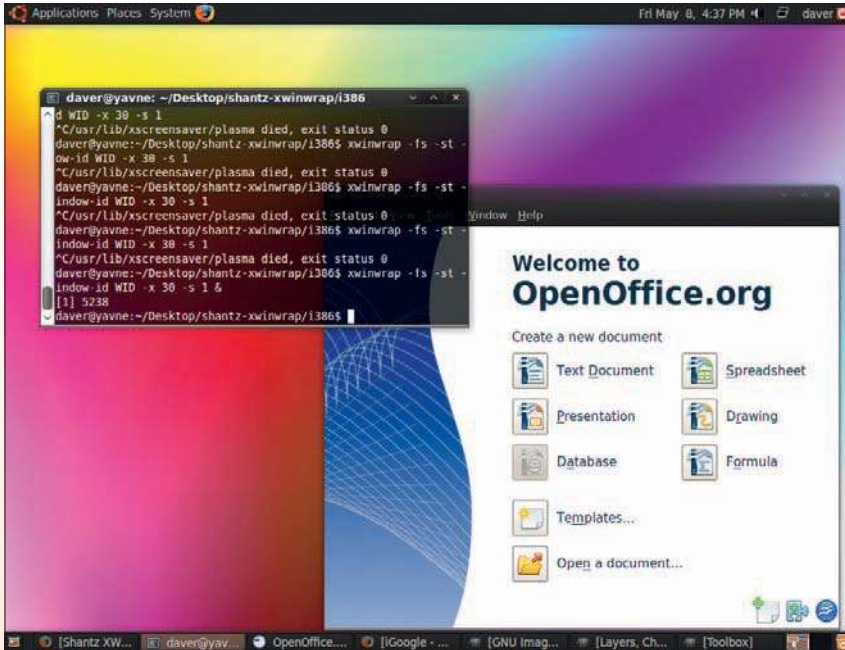 Applications Places System
Fri May 8, 4:37 PM
daver
daver@yavne: ~/Desktop/shantz-xwinwrap/i386
d WID -x 30 -s 1
^C/usr/lib/xscreensaver/plasma died, exit status 0
daver@yavne:~/Desktop/shantz-xwinwrap/i386$ xwinwrap -fs -st -
ow-id WID -x 30 -s 1
^C/usr/lib/xscreensaver/plasma died, exit status 0
daver@yavne:~/Desktop/shantz-xwinwrap/i386$ xwinwrap -fs -st -
indow-id WID -x 30 -s 1
^C/usr/lib/xscreensaver/plasma died, exit status 0
daver@yavne:~/Desktop/shantz-xwinwrap/i386$ xwinwrap -fs -st -
indow-id WID -x 30 -s 1
^C/usr/lib/xscreensaver/plasma died, exit status 0
daver@yavne:~/Desktop/shantz-xwinwrap/i386$ xwinwrap -fs -st -
indow-id WID -x 30 -s 1 &
[1] 5238
daver@yavne:~/Desktop/shantz-xwinwrap/i386$
Window Help
Welcome to
OpenOffice.org
Create a new document
Text Document
Spreadsheet
Presentation
Drawing
Database
Formula
Templates...
Open a document...
[Shantz XW...
daver@yav...
OpenOffice....
[iGoogle - ...
[GNU Imag...
[Layers, Ch...
[Toolbox]